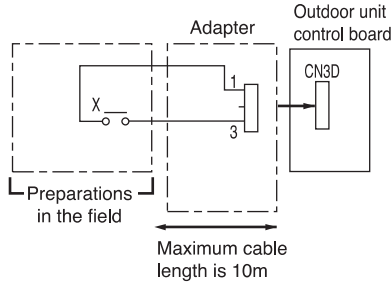 Outdoor unit
control board
Adapter
CN3D
1
X
3
Preparations
in the field
Maximum cable
length is 10m